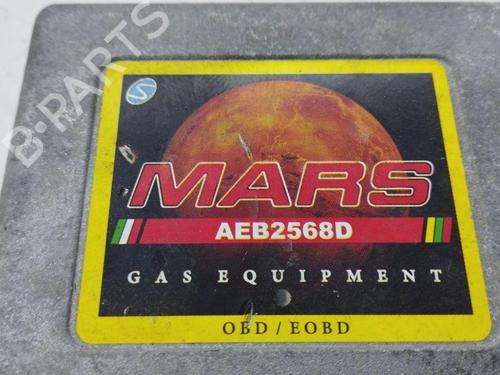 B-PARTS
MARS
AEB2568D
GAS EQUIPMENT
OBD / EOBD